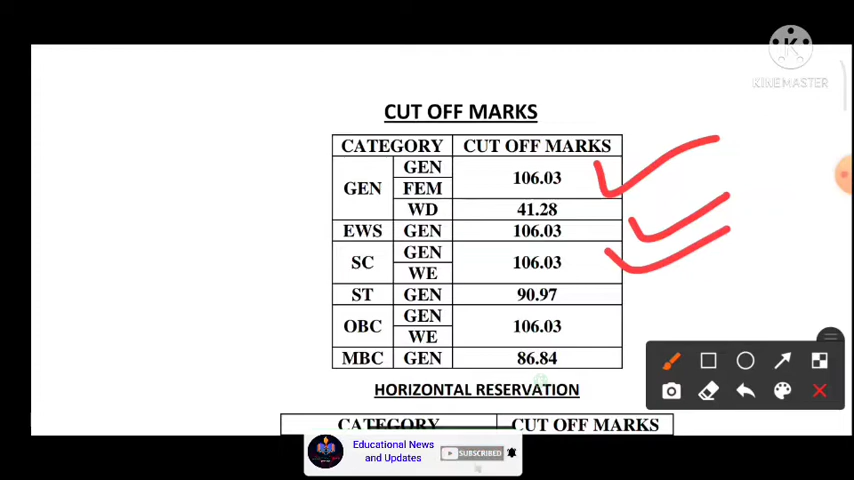 KINEMASTER
CUT OFF MARKS
CATEGORY CUT OFF MARKS
GEN GEN 106.03
FEM
WD 41.28
EWS GEN 106.03
SC GEN 106.03
WE
ST GEN 90.97
OBC GEN 106.03
WE
MBC GEN 86.84
HORIZONTAL RESERVATION
CATEGORY CUT OFF MARKS
Educational News
and Updates
SUBSCRIBED